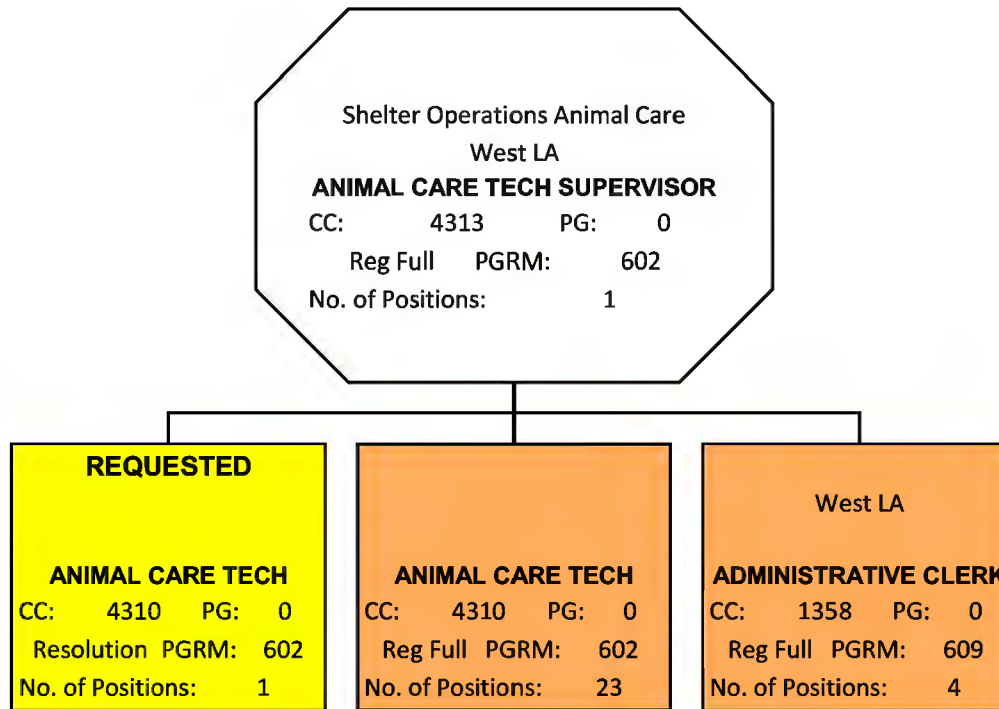 Shelter Operations Animal Care
West LA
ANIMAL CARE TECH SUPERVISOR
CC: 4313 PG: 0
Reg Full PGRM: 602
No. of Positions: 1
REQUESTED
ANIMAL CARE TECH
CC: 4310 PG: 0
Resolution PGRM: 602
No. of Positions: 1
ANIMAL CARE TECH
CC: 4310 PG: 0
Reg Full PGRM: 602
No. of Positions: 23
West LA
ADMINISTRATIVE CLERK
CC: 1358 PG: 0
Reg Full PGRM: 609
No. of Positions: 4